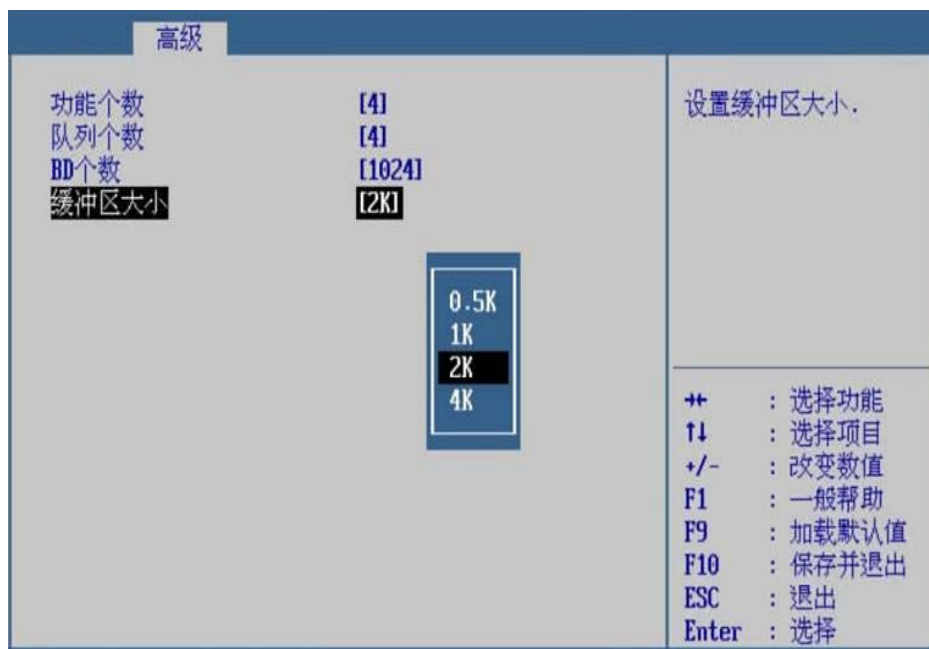 高级
功能个数 [4]
队列个数 [4]
BD个数 [1024]
缓冲区大小 [2K]
0.5K
1K
2K
4K
设置缓冲区大小.
→← : 选择功能
↑↓ : 选择项目
+/- : 改变数值
F1 : 一般帮助
F9 : 加载默认值
F10 : 保存并退出
ESC : 退出
Enter : 选择